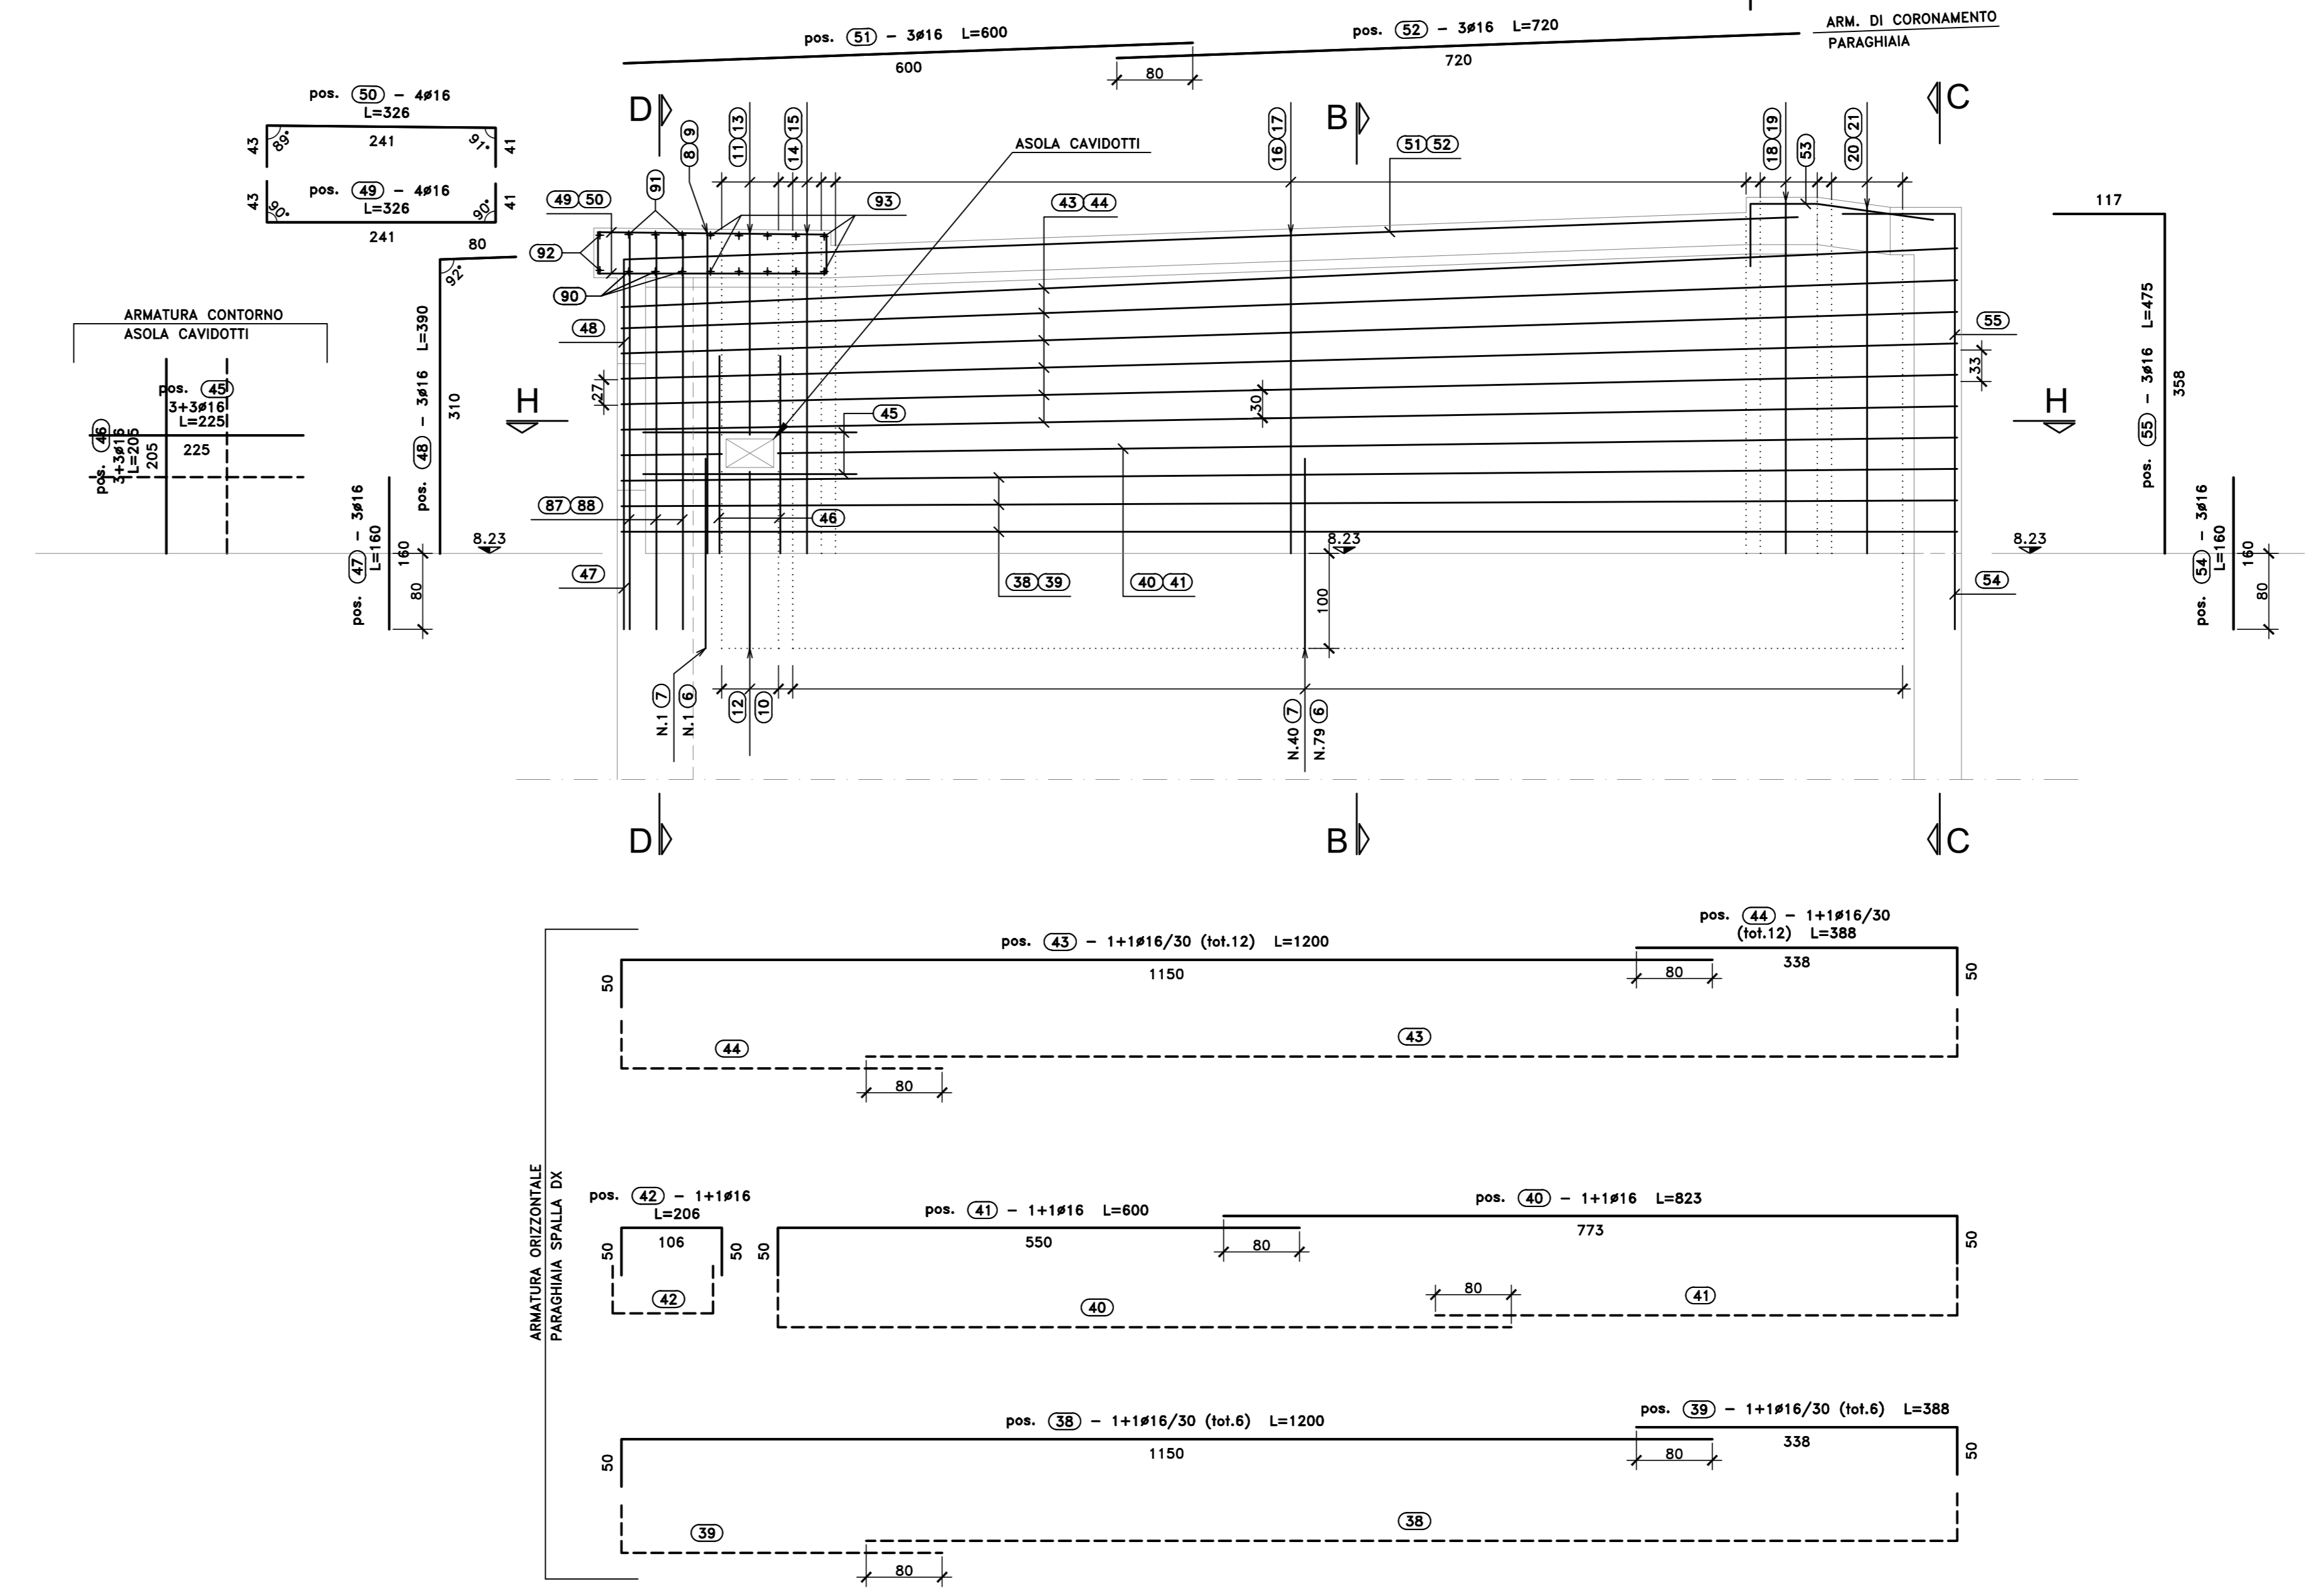 pos. 51 – 3ø16 L=600
600
pos. 52 – 3ø16 L=720
720
80
ARM. DI CORONAMENTO
PARAGHIAIA
pos. 50 – 4ø16
L=326
43
89°
241
91°
41
pos. 49 – 4ø16
L=326
43
90°
90°
41
241
80
92°
pos. 48 – 3ø16 L=390
310
ARMATURA CONTORNO
ASOLA CAVIDOTTI
pos. 45
3+3ø16
L=225
225
pos. 46
3+3ø16
L=205
205
pos. 47 – 3ø16
L=160
160
80
D
B
C
8 9
11 13
14 15
16 17
18 19
53
20 21
ASOLA CAVIDOTTI
51 52
91
49 50
43 44
93
92
90
48
27
H
45
30
33
55
H
87 88
46
8.23
8.23
8.23
47
38 39
40 41
100
54
N.1 7
N.1 6
12
10
N.40 7
N.79 6
D
B
C
117
pos. 55 – 3ø16 L=475
358
pos. 54 – 3ø16
L=160
160
80
ARMATURA ORIZZONTALE
PARAGHIAIA SPALLA DX
pos. 43 – 1+1ø16/30 (tot.12) L=1200
pos. 44 – 1+1ø16/30
(tot.12) L=388
50
1150
80
338
50
44
43
80
pos. 42 – 1+1ø16
L=206
50
106
50
42
pos. 41 – 1+1ø16 L=600
50
550
80
pos. 40 – 1+1ø16 L=823
773
50
40
80
41
pos. 38 – 1+1ø16/30 (tot.6) L=1200
pos. 39 – 1+1ø16/30 (tot.6) L=388
50
1150
80
338
50
39
38
80